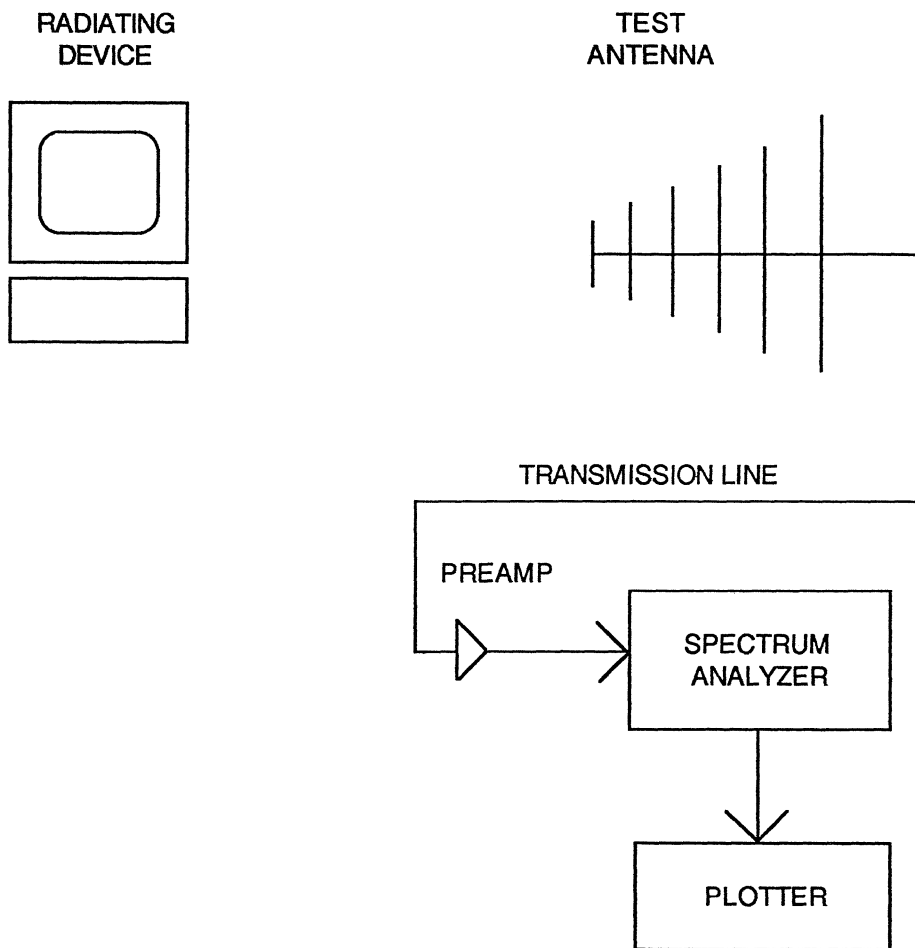 RADIATING
DEVICE
TEST
ANTENNA
TRANSMISSION LINE
PREAMP
SPECTRUM
ANALYZER
PLOTTER